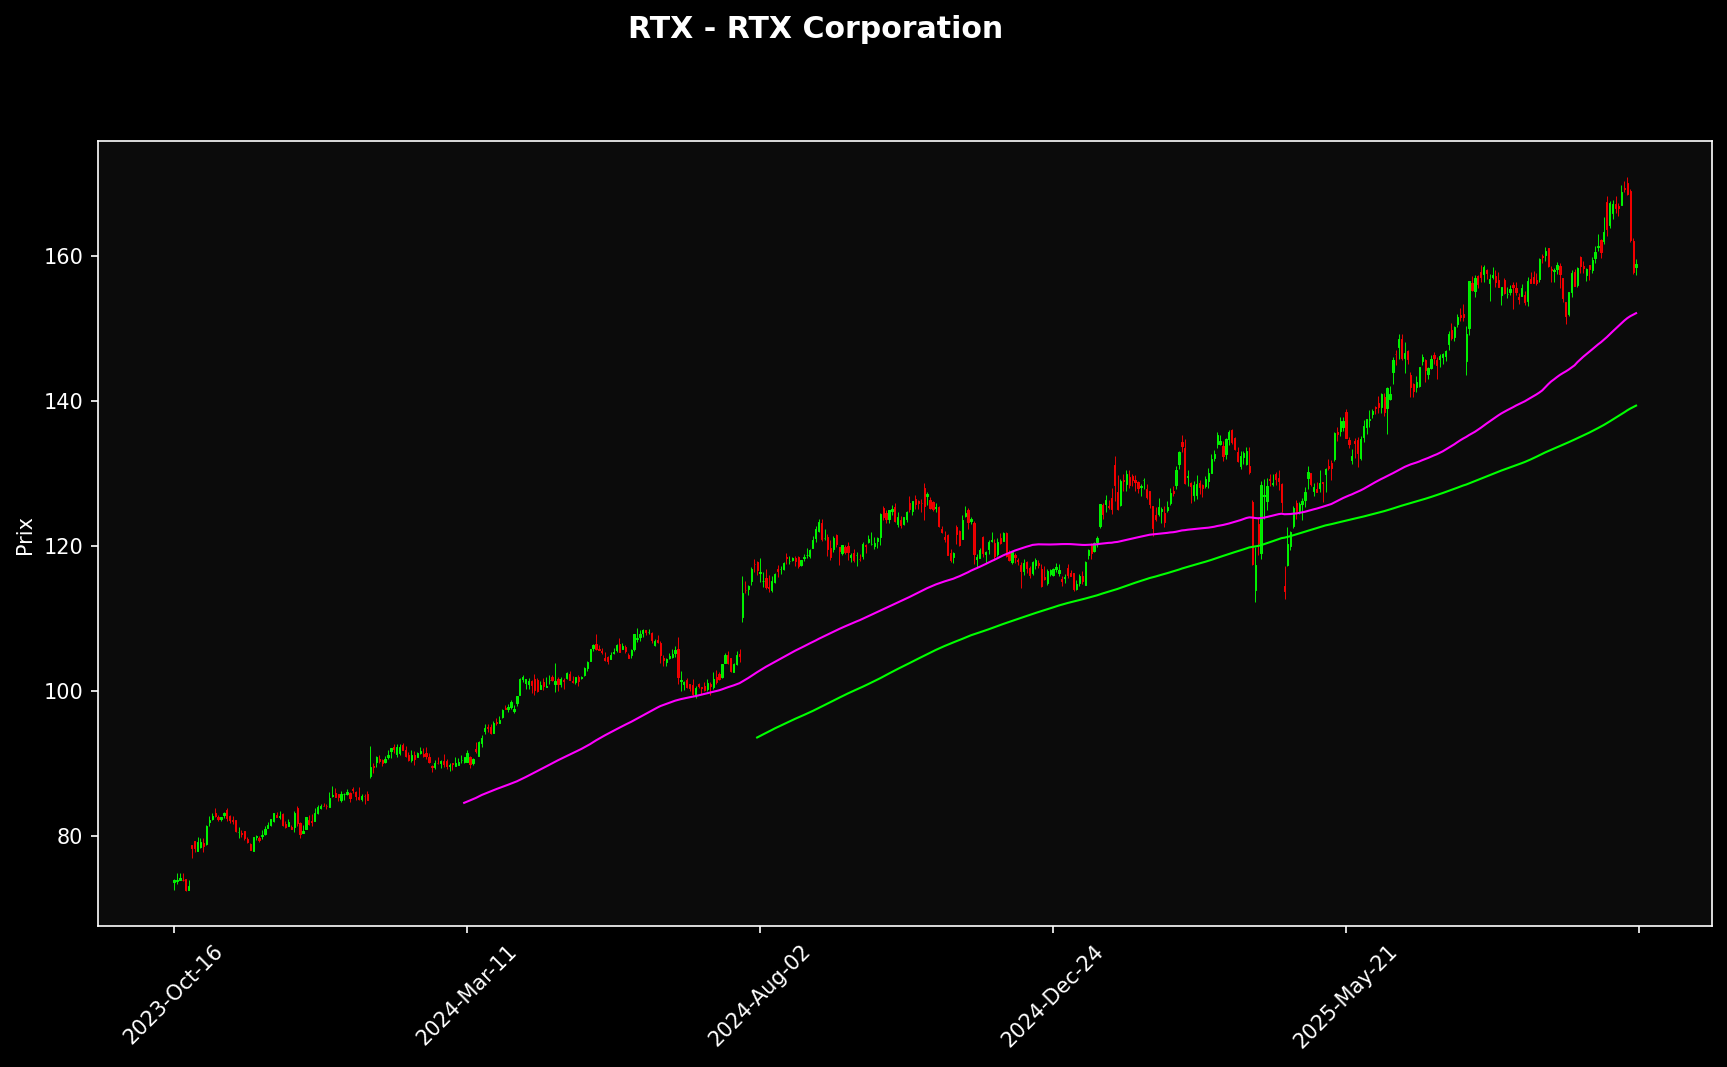 RTX - RTX Corporation
Prix
160
140
120
100
80
2023-Oct-16
2024-Mar-11
2024-Aug-02
2024-Dec-24
2025-May-21